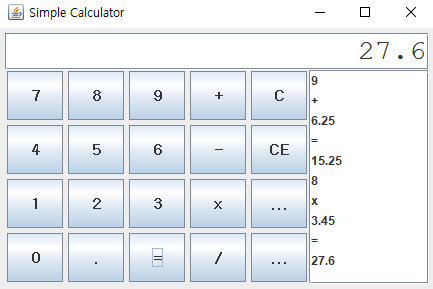 Simple Calculator
27.6
7 8 9 + C
4 5 6 - CE
1 2 3 x ...
0 . = / ...
9
+
6.25
=
15.25
8
x
3.45
=
27.6